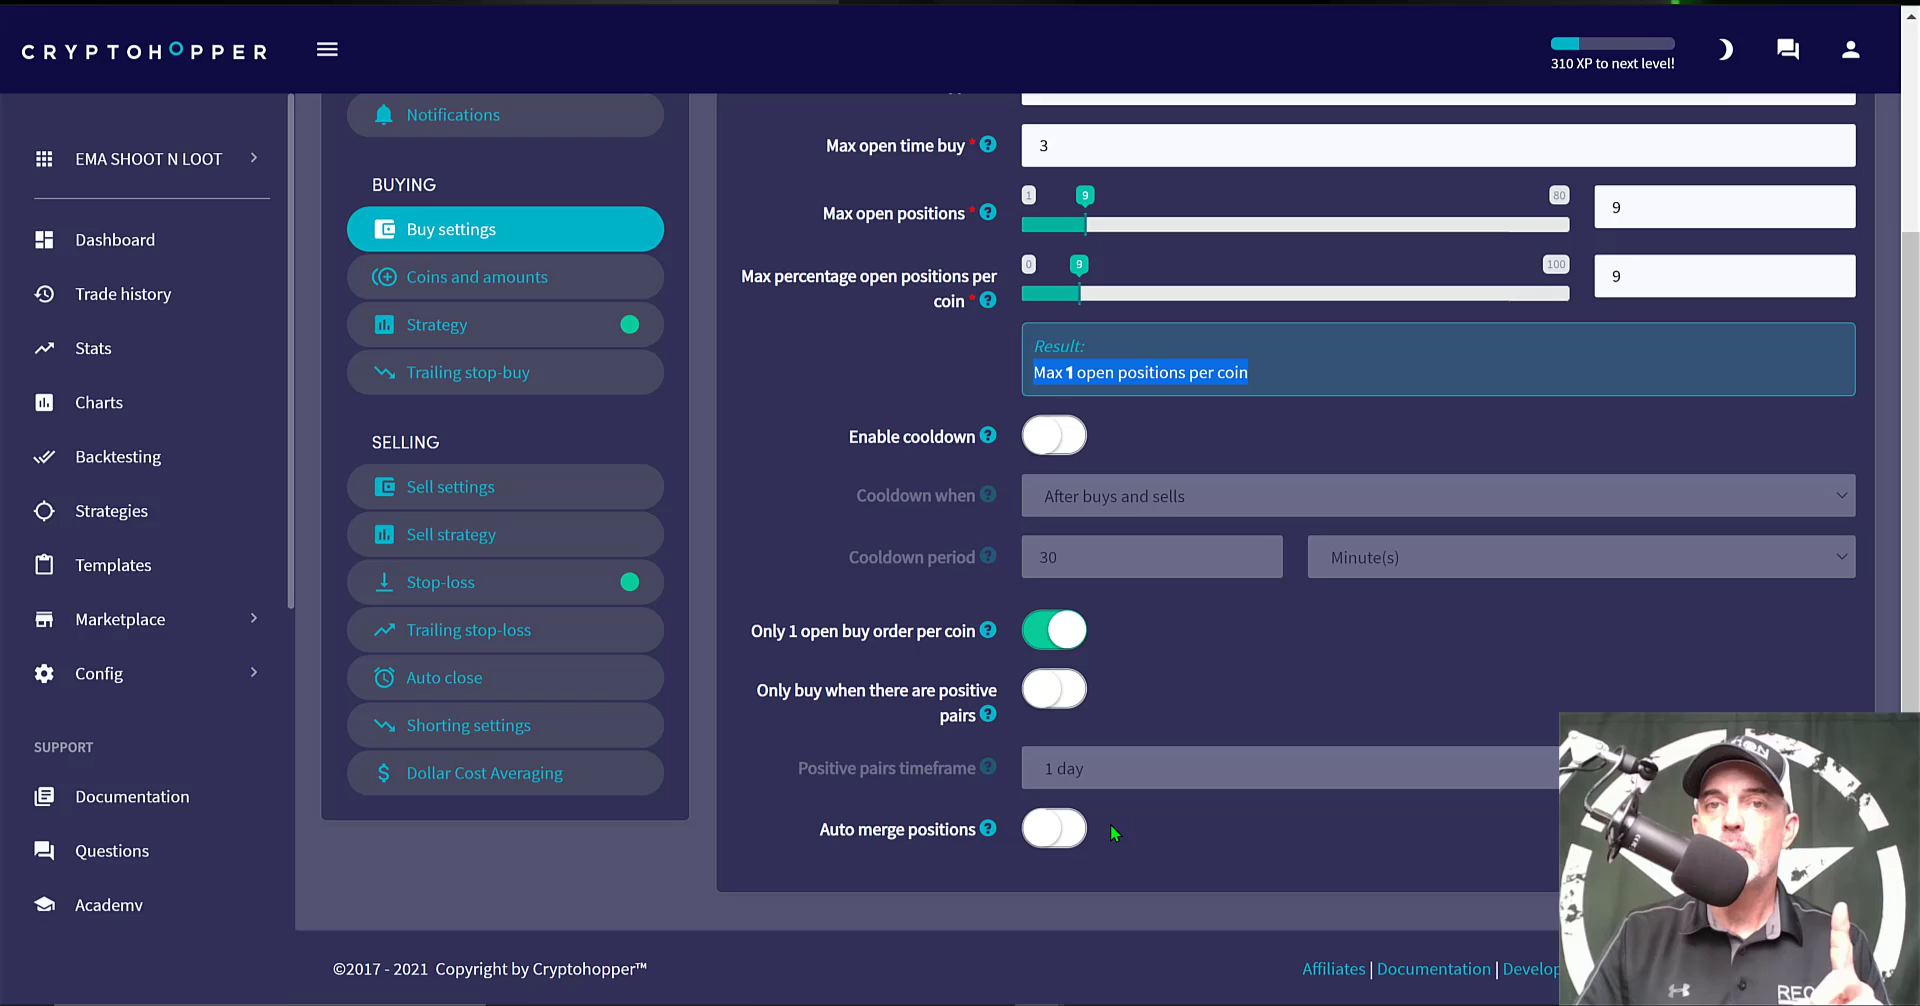 CRYPTOHOPPER
310 XP to next level!
EMA SHOOT N LOOT
Dashboard
Trade history
Stats
Charts
Backtesting
Strategies
Templates
Marketplace
Config
SUPPORT
Documentation
Questions
Academy
Notifications
BUYING
Buy settings
Coins and amounts
Strategy
Trailing stop-buy
SELLING
Sell settings
Sell strategy
Stop-loss
Trailing stop-loss
Auto close
Shorting settings
Dollar Cost Averaging
Max open time buy * ?
3
Max open positions * ?
1 9 80
9
Max percentage open positions per
coin * ?
0 9 100
9
Result:
Max 1 open positions per coin
Enable cooldown ?
Cooldown when ?
After buys and sells
Cooldown period ?
30
Minute(s)
Only 1 open buy order per coin ?
Only buy when there are positive
pairs ?
Positive pairs timeframe ?
1 day
Auto merge positions ?
©2017 - 2021 Copyright by Cryptohopper™
Affiliates | Documentation | Develop